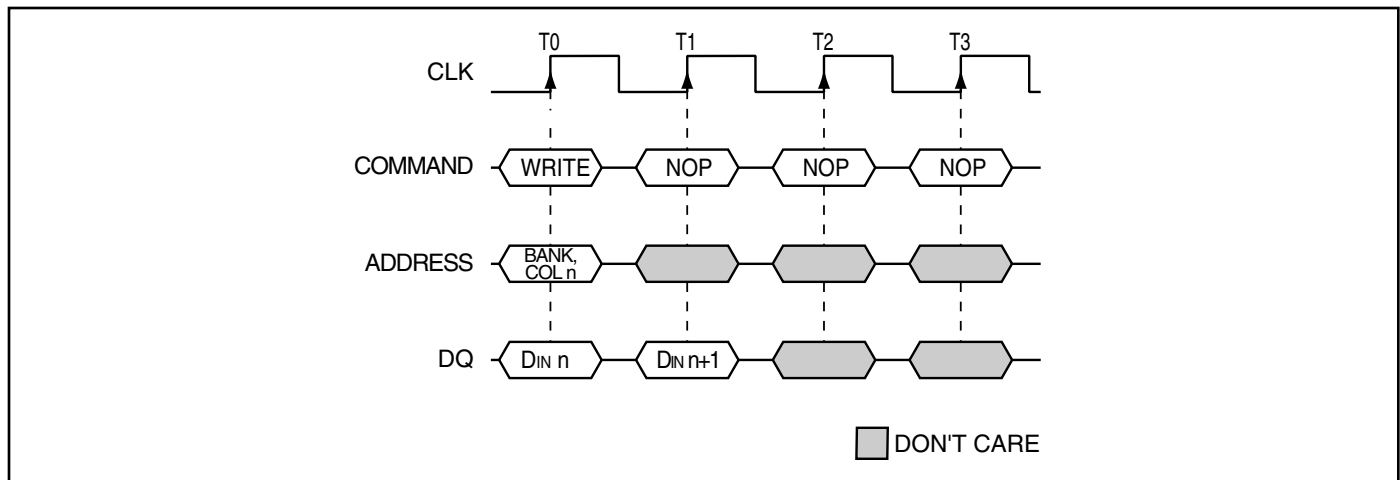 T0 T1 T2 T3
CLK
COMMAND WRITE NOP NOP NOP
ADDRESS BANK,
COL n
DQ DIN n DIN n+1
DON'T CARE